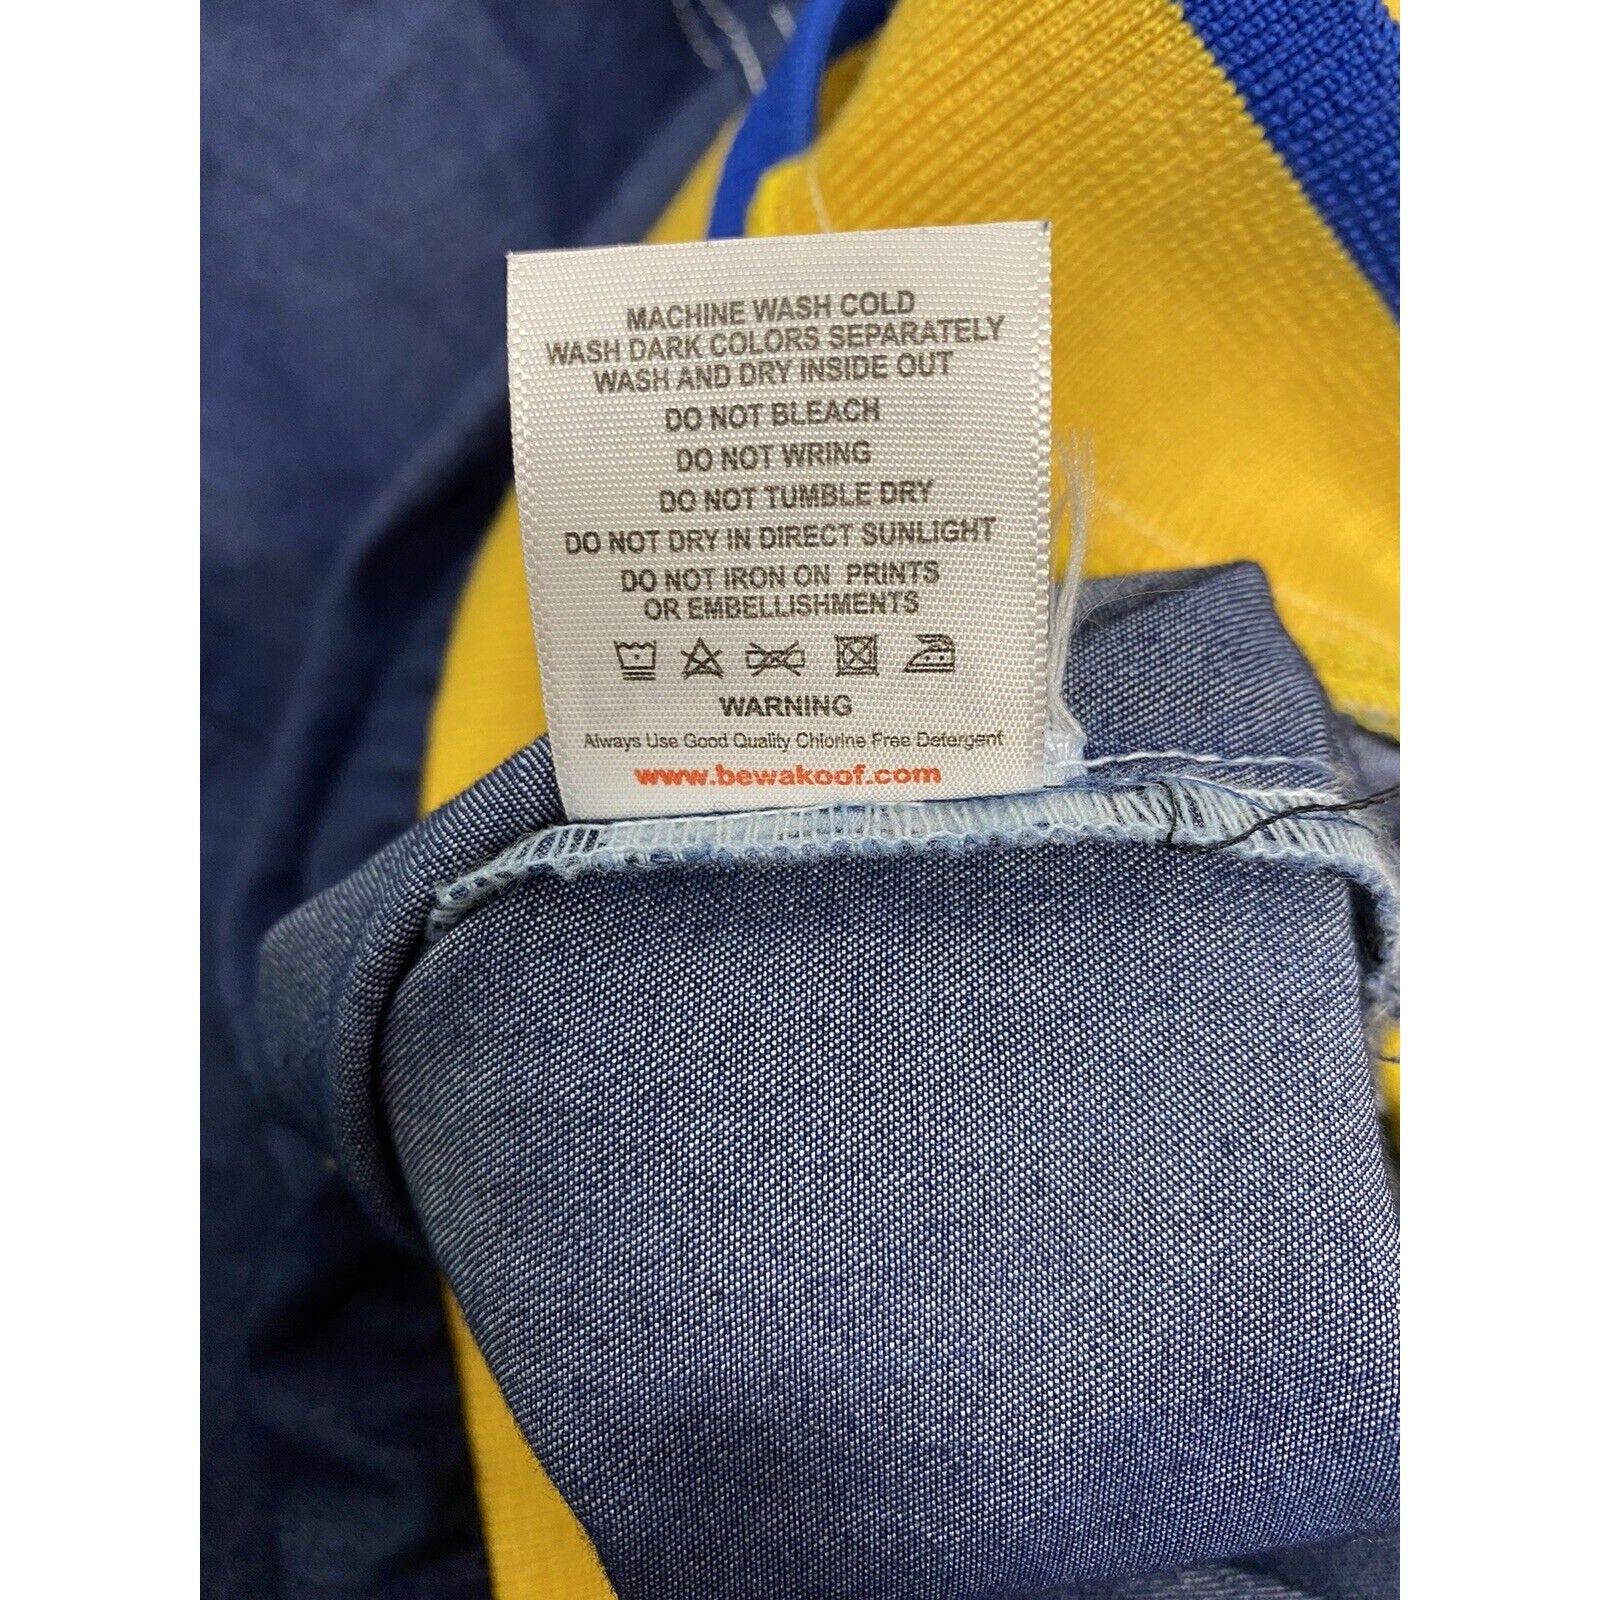 MACHINE WASH COLD
WASH DARK COLORS SEPARATELY
WASH AND DRY INSIDE OUT
DO NOT BLEACH
DO NOT WRING
DO NOT TUMBLE DRY
DO NOT DRY IN DIRECT SUNLIGHT
DO NOT IRON ON PRINTS
OR EMBELLISHMENTS
WARNING
Always Use Good Quality Chlorine Free Detergent
www.bewakoof.com